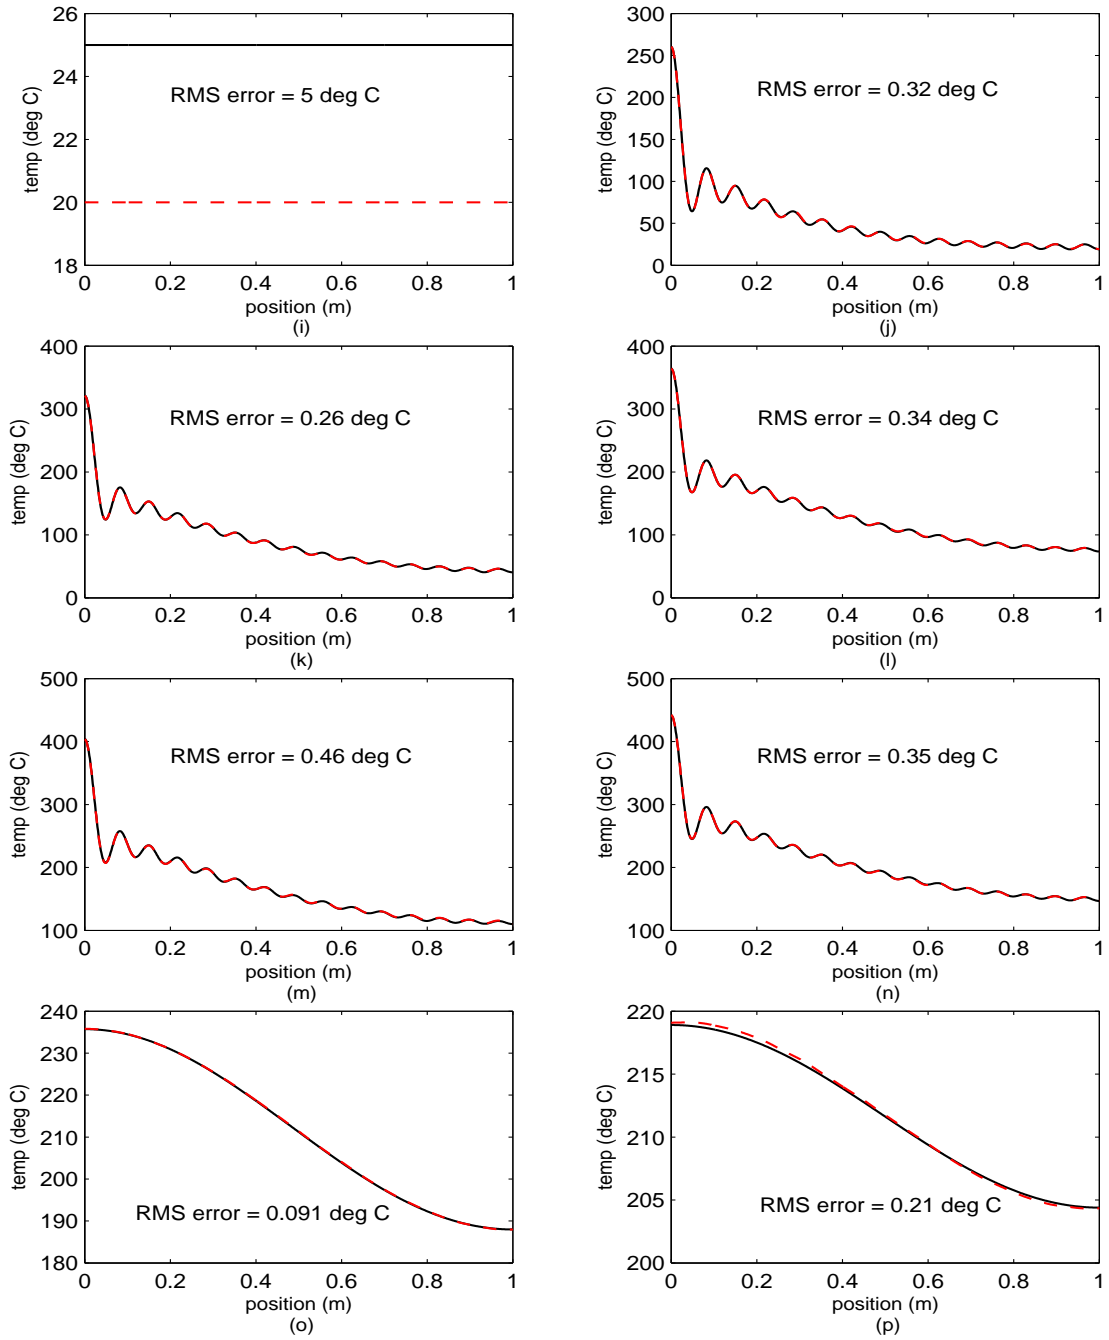 26
24
22
20
18
temp (deg C)
RMS error = 5 deg C
0 0.2 0.4 0.6 0.8 1
position (m)
(i)
300
250
200
150
100
50
0
temp (deg C)
RMS error = 0.32 deg C
0 0.2 0.4 0.6 0.8 1
position (m)
(j)
400
300
200
100
0
temp (deg C)
RMS error = 0.26 deg C
0 0.2 0.4 0.6 0.8 1
position (m)
(k)
400
300
200
100
0
temp (deg C)
RMS error = 0.34 deg C
0 0.2 0.4 0.6 0.8 1
position (m)
(l)
500
400
300
200
100
temp (deg C)
RMS error = 0.46 deg C
0 0.2 0.4 0.6 0.8 1
position (m)
(m)
500
400
300
200
100
temp (deg C)
RMS error = 0.35 deg C
0 0.2 0.4 0.6 0.8 1
position (m)
(n)
240
230
220
210
200
190
180
temp (deg C)
RMS error = 0.091 deg C
0 0.2 0.4 0.6 0.8 1
position (m)
(o)
220
215
210
205
200
temp (deg C)
RMS error = 0.21 deg C
0 0.2 0.4 0.6 0.8 1
position (m)
(p)